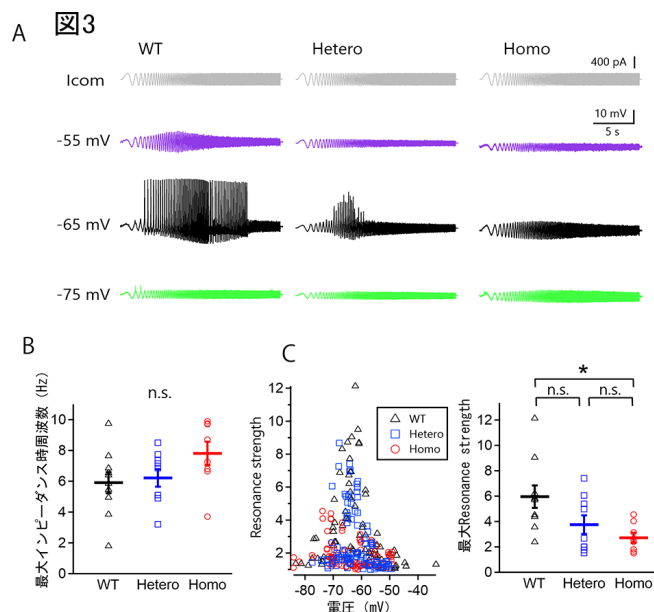 図3
A
WT Hetero Homo
Icom
400 pA
-55 mV
10 mV
5 s
-65 mV
-75 mV
B
n.s.
最大インピーダンス時周波数 (Hz)
10
8
6
4
2
0
WT Hetero Homo
C
Resonance strength
12
10
8
6
4
2
-80 -70 -60 -50 -40
電圧 (mV)
WT
Hetero
Homo
*
n.s. n.s.
最大Resonance strength
12
10
8
6
4
2
0
WT Hetero Homo